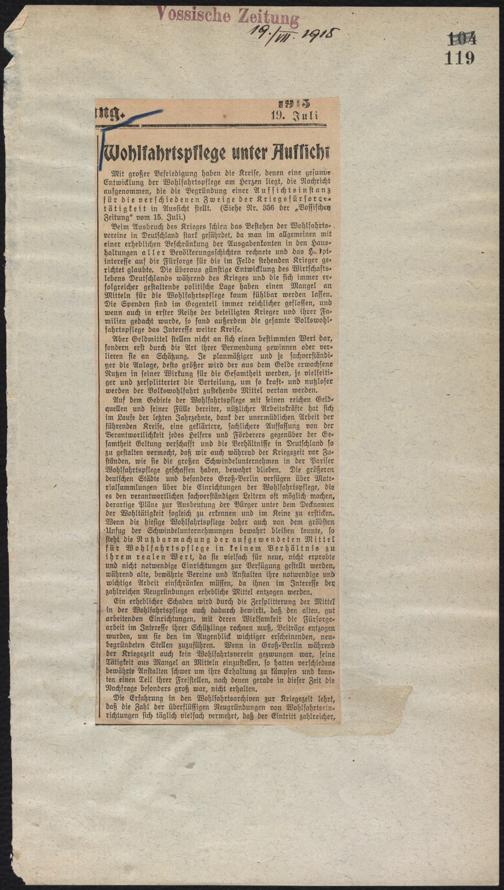 Vossische Zeitung
19./VII. 1915
104
119
ng.
1915
19. Juli
Wohlfahrtspflege unter Aufsicht
Mit großer Befriedigung haben die Kreise, denen eine gesunde
Entwicklung der Wohlfahrtspflege am Herzen liegt, die Nachricht
aufgenommen, die die Begründung einer Aufsichtsinstanz
für die verschiedenen Zweige der Kriegsfürsorge-
tätigkeit in Aussicht stellt. (Siehe Nr. 356 der „Vossischen
Zeitung“ vom 15. Juli.)
Beim Ausbruch des Krieges schien das Bestehen der Wohlfahrts-
vereine in Deutschland stark gefährdet, da man im allgemeinen mit
einer erheblichen Beschränkung der Ausgabenkonten in den Haus-
haltungen aller Bevölkerungsschichten rechnete und das Haupt-
interesse auf die Fürsorge für die im Felde stehenden Krieger ge-
richtet glaubte. Die überaus günstige Entwicklung des Wirtschafts-
lebens Deutschlands während des Krieges und die sich immer er-
folgreicher gestaltende politische Lage haben einen Mangel an
Mitteln für die Wohlfahrtspflege kaum fühlbar werden lassen.
Die Spenden sind im Gegenteil immer reichlicher geflossen, und
wenn auch in erster Reihe der beteiligten Krieger und ihrer Fa-
milien gedacht wurde, so fand außerdem die gesamte Volkswohl-
fahrtspflege das Interesse weiter Kreise.
Aber Geldmittel stellen nicht an sich einen bestimmten Wert dar,
sondern erst durch die Art ihrer Verwendung gewinnen oder ver-
lieren sie an Schätzung. Je planmäßiger und je sachverständi-
ger die Anlage, desto größer wird der aus dem Gelde erwachsene
Nutzen in seiner Wirkung für die Gesamtheit werden, je vielseiti-
ger und zersplitterter die Verteilung, um so kraft- und nutzloser
werden der Volkswohlfahrt zustehende Mittel vertan werden.
Auf dem Gebiete der Wohlfahrtspflege mit seinen reichen Geld-
quellen und seiner Fülle bereiter, nützlicher Arbeitskräfte hat sich
im Laufe der letzten Jahrzehnte, dank der unermüdlichen Arbeit der
führenden Kreise, eine geklärtere, sachlichere Auffassung von der
Verantwortlichkeit jedes Helfers und Förderers gegenüber der Ge-
samtheit Geltung verschafft und die Verhältnisse in Deutschland so
zu gestalten vermocht, daß wir auch während der Kriegszeit vor Zu-
ständen, wie sie die großen Schwindelunternehmen in der Pariser
Wohlfahrtspflege geschaffen haben, bewahrt blieben. Die größeren
deutschen Städte und besonders Groß-Berlin verfügen über Mate-
rialsammlungen über die Einrichtungen der Wohlfahrtspflege, die
es den verantwortlichen sachverständigen Leitern oft möglich machen,
derartige Pläne zur Ausbeutung der Bürger unter dem Deckmantel
der Wohltätigkeit sogleich zu erkennen und im Keime zu ersticken.
Wenn die hiesige Wohlfahrtspflege daher auch von dem gröbsten
Unfug der Schwindelunternehmungen bewahrt bleiben konnte, so
steht die Nutzbarmachung der aufgewendeten Mittel
für Wohlfahrtspflege in keinem Verhältnis zu
ihrem realen Wert, da sie vielfach für neue, nicht erprobte
und nicht notwendige Einrichtungen zur Verfügung gestellt werden,
während alte, bewährte Vereine und Anstalten ihre notwendige und
wichtige Arbeit einschränken müssen, da ihnen im Interesse der
zahlreichen Neugründungen erhebliche Mittel entzogen werden.
Ein erheblicher Schaden wird durch die Zersplitterung der Mittel
in der Wohlfahrtspflege auch dadurch bewirkt, daß den alten, gut
arbeitenden Einrichtungen, mit deren Wirksamkeit die Fürsorge-
arbeit im Interesse ihrer Schützlinge rechnen muß, Beiträge entzogen
wurden, um sie den im Augenblick wichtiger erscheinenden, neu-
begründeten Stellen zuzuführen. Wenn in Groß-Berlin während
der Kriegszeit auch kein Wohlfahrtsverein gezwungen war, seine
Tätigkeit aus Mangel an Mitteln einzustellen, so hatten verschiedene
bewährte Anstalten schwer um ihre Erhaltung zu kämpfen und konn-
ten einen Teil ihrer Freistellen, nach denen gerade in dieser Zeit die
Nachfrage besonders groß war, nicht erhalten.
Die Erfahrung in den Wohlfahrtsarchiven zur Kriegszeit lehrt,
daß die Zahl der überflüssigen Neugründungen von Wohlfahrtsein-
richtungen sich täglich vielfach vermehrt, daß der Eintritt zahlreicher,